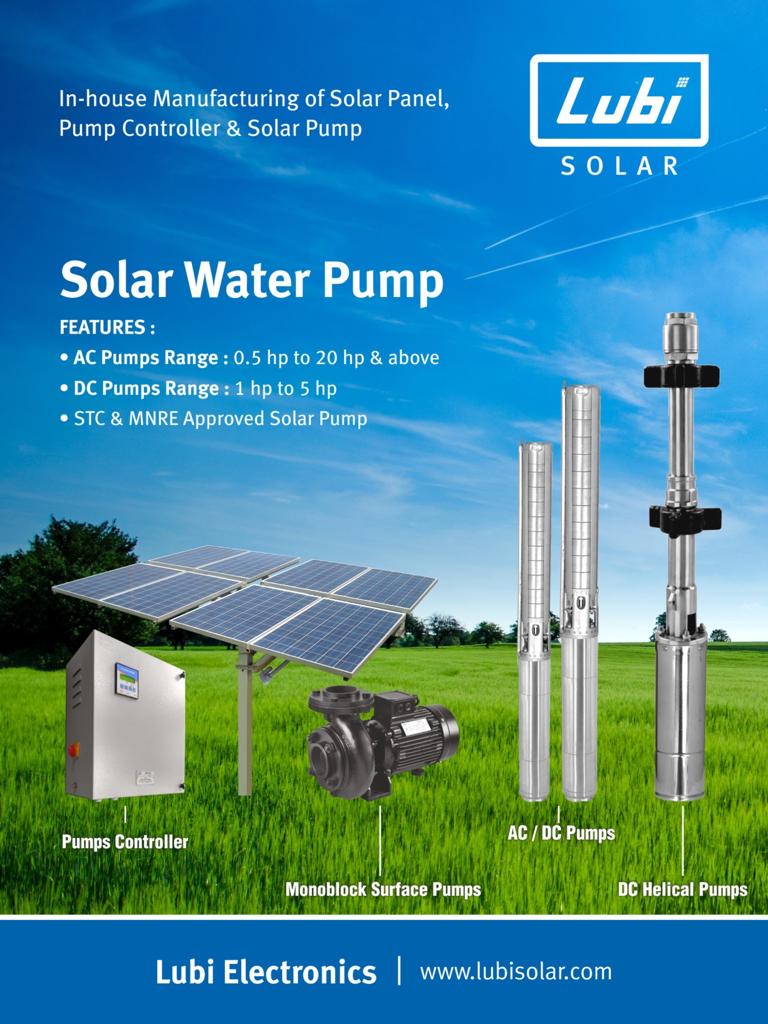 In-house Manufacturing of Solar Panel,
Pump Controller & Solar Pump
Lubi
SOLAR
Solar Water Pump
FEATURES :
• AC Pumps Range : 0.5 hp to 20 hp & above
• DC Pumps Range : 1 hp to 5 hp
• STC & MNRE Approved Solar Pump
Pumps Controller
AC / DC Pumps
Monoblock Surface Pumps
DC Helical Pumps
Lubi Electronics | www.lubisolar.com